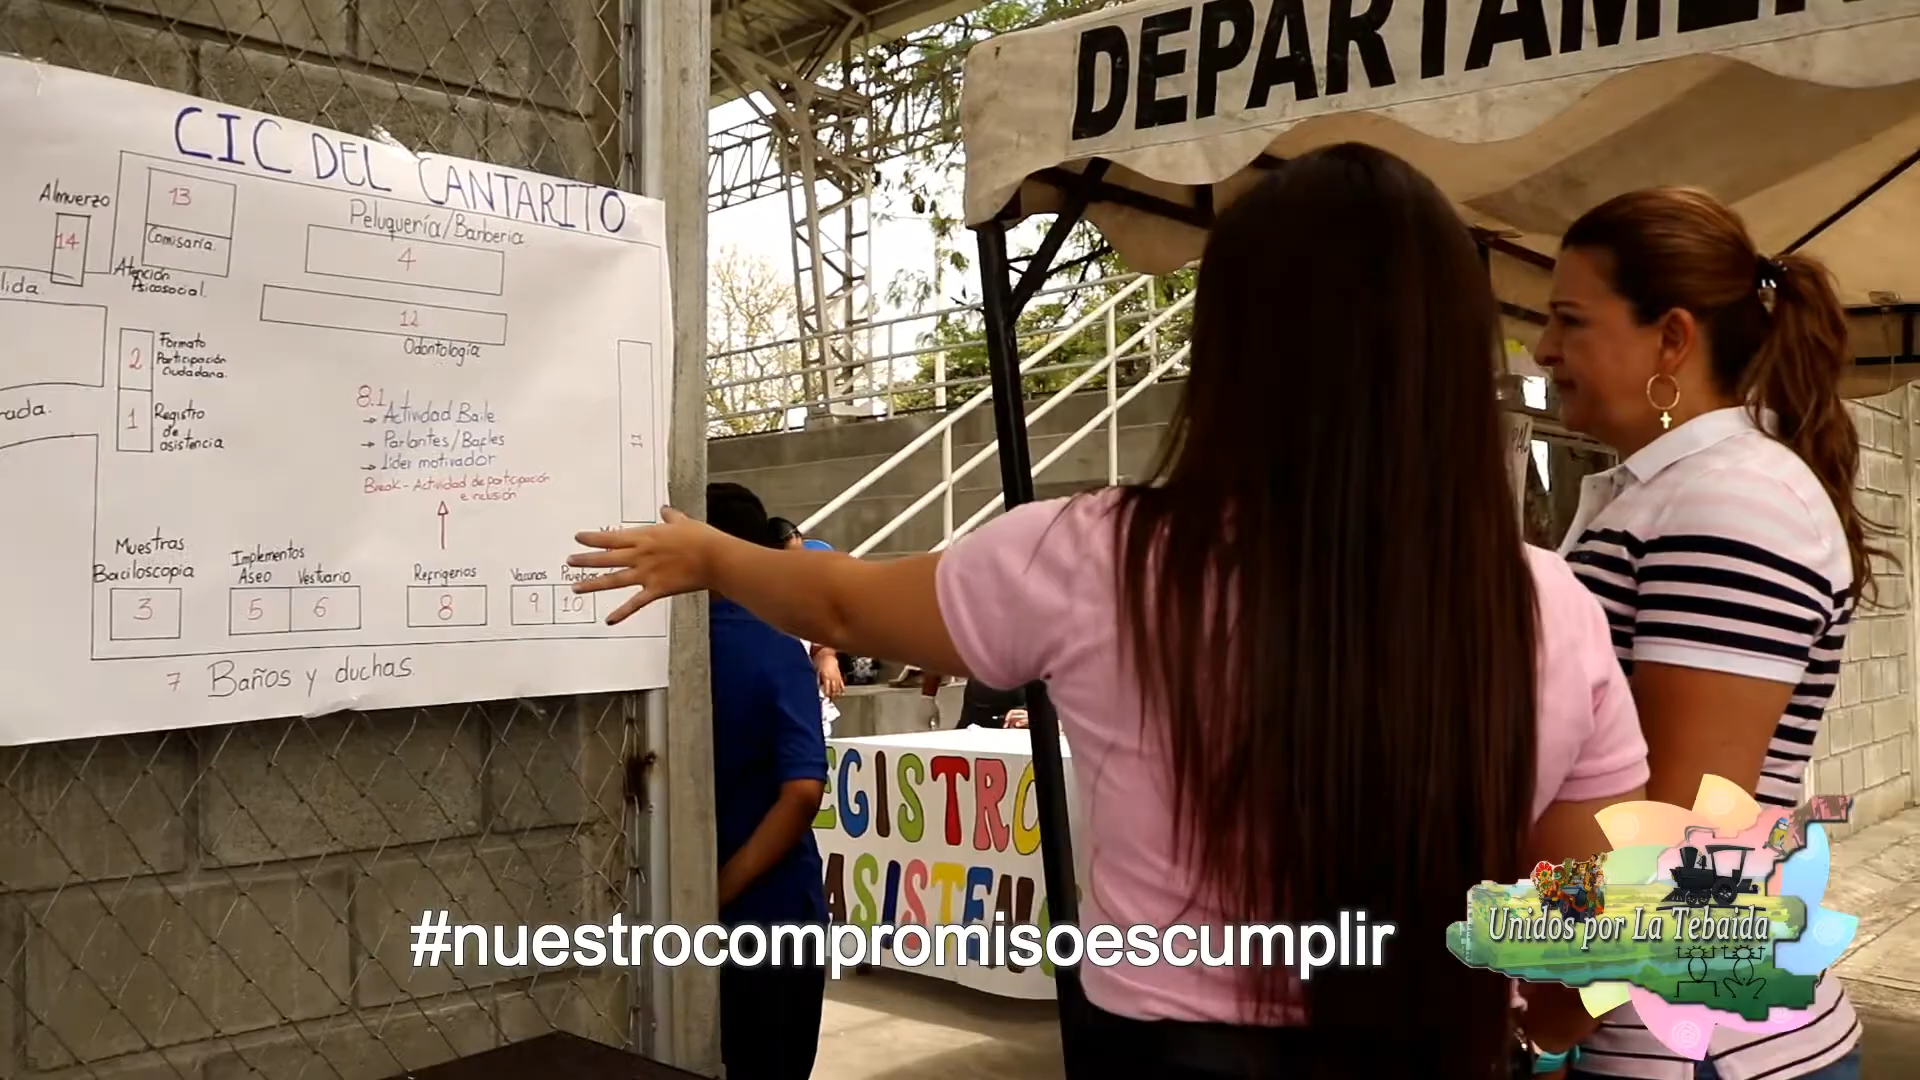 DEPARTAME
CIC DEL CANTARITO
Almuerzo
14
13
Comisaría
Atención
Psicosocial.
Peluquería/Barbería
4
12
Odontología
lida.
2
Formato
Participación
Ciudadana.
rada.
1
Registro
de
asistencia
8.1
→ Actividad Baile
→ Parlantes/Bafles
→ Lider motivador
Break - Actividad de participación
e inclusión
11
Muestras
Baciloscopia
3
Implementos
Aseo Vestuario
5 6
Refrigerios
8
Vacunas Pruebas
9 10
7 Baños y duchas.
EGISTRO
ASISTEN
#nuestrocompromisoescumplir
Unidos por La Tebaida